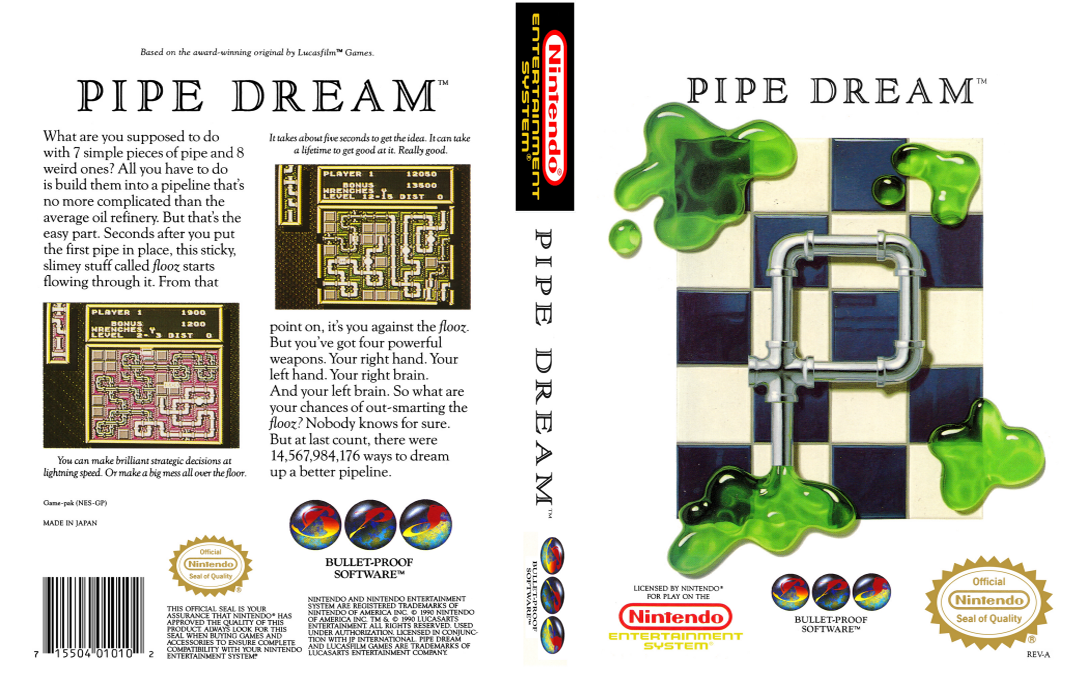 Based on the award-winning original by Lucasfilm™ Games.
PIPE DREAM™
What are you supposed to do
with 7 simple pieces of pipe and 8
weird ones? All you have to do
is build them into a pipeline that's
no more complicated than the
average oil refinery. But that's the
easy part. Seconds after you put
the first pipe in place, this sticky,
slimey stuff called flooz starts
flowing through it. From that
PLAYER 1 1900
BONUS 1200
WRENCHES
LEVEL 2- 3 DIST 0
You can make brilliant strategic decisions at
lightning speed. Or make a big mess all over the floor.
Game-pak (NES-GP)
MADE IN JAPAN
It takes about five seconds to get the idea. It can take
a lifetime to get good at it. Really good.
PLAYER 1 12050
BONUS 13500
WRENCHES
LEVEL 12-15 DIST 0
point on, it's you against the flooz.
But you've got four powerful
weapons. Your right hand. Your
left hand. Your right brain.
And your left brain. So what are
your chances of out-smarting the
flooz? Nobody knows for sure.
But at last count, there were
14,567,984,176 ways to dream
up a better pipeline.
BULLET-PROOF
SOFTWARE™
Official
Nintendo
Seal of Quality
®
7 15504 01010 2
THIS OFFICIAL SEAL IS YOUR
ASSURANCE THAT NINTENDO® HAS
APPROVED THE QUALITY OF THIS
PRODUCT. ALWAYS LOOK FOR THIS
SEAL WHEN BUYING GAMES AND
ACCESSORIES TO ENSURE COMPLETE
COMPATIBILITY WITH YOUR NINTENDO
ENTERTAINMENT SYSTEM®
NINTENDO AND NINTENDO ENTERTAINMENT
SYSTEM ARE REGISTERED TRADEMARKS OF
NINTENDO OF AMERICA INC. © 1990 NINTENDO
OF AMERICA INC. TM & © 1990 LUCASARTS
ENTERTAINMENT. ALL RIGHTS RESERVED. USED
UNDER AUTHORIZATION. LICENSED IN CONJUNC-
TION WITH JP INTERNATIONAL. PIPE DREAM
AND LUCASFILM GAMES ARE TRADEMARKS OF
LUCASARTS ENTERTAINMENT COMPANY.
Nintendo®
ENTERTAINMENT
SYSTEM®
PIPE DREAM™
BULLET-PROOF
SOFTWARE™
PIPE DREAM™
LICENSED BY NINTENDO®
FOR PLAY ON THE
Nintendo
ENTERTAINMENT
SYSTEM®
BULLET-PROOF
SOFTWARE™
Official
Nintendo
Seal of Quality
®
REV-A